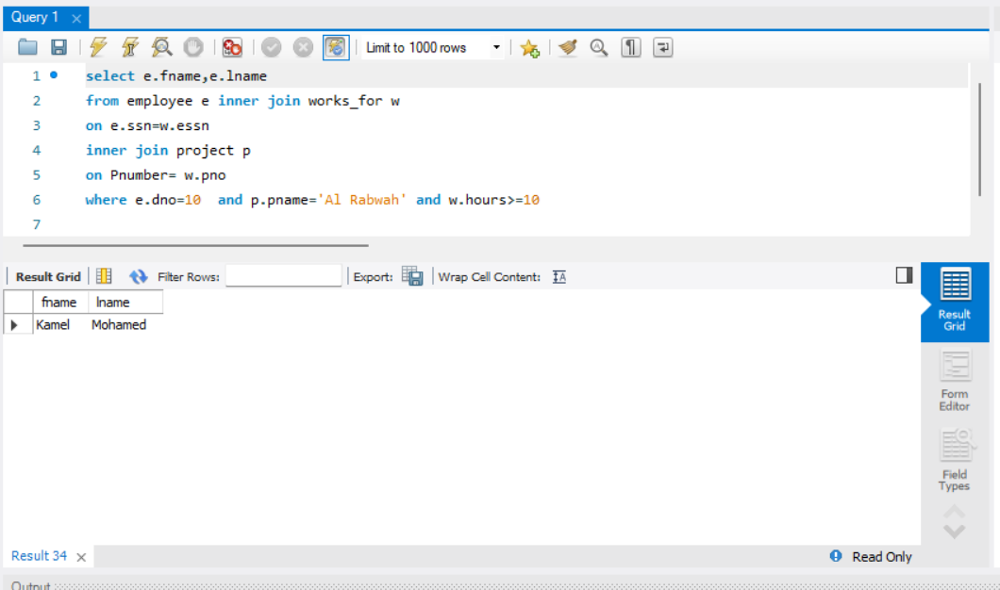 Query 1
Limit to 1000 rows
1 select e.fname,e.lname
2 from employee e inner join works_for w
3 on e.ssn=w.essn
4 inner join project p
5 on Pnumber= w.pno
6 where e.dno=10  and p.pname='Al Rabwah' and w.hours>=10
7
Result Grid Filter Rows: Export: Wrap Cell Content: IA
fname lname
Kamel Mohamed
Result
Grid
Form
Editor
Field
Types
Result 34 Read Only
Output